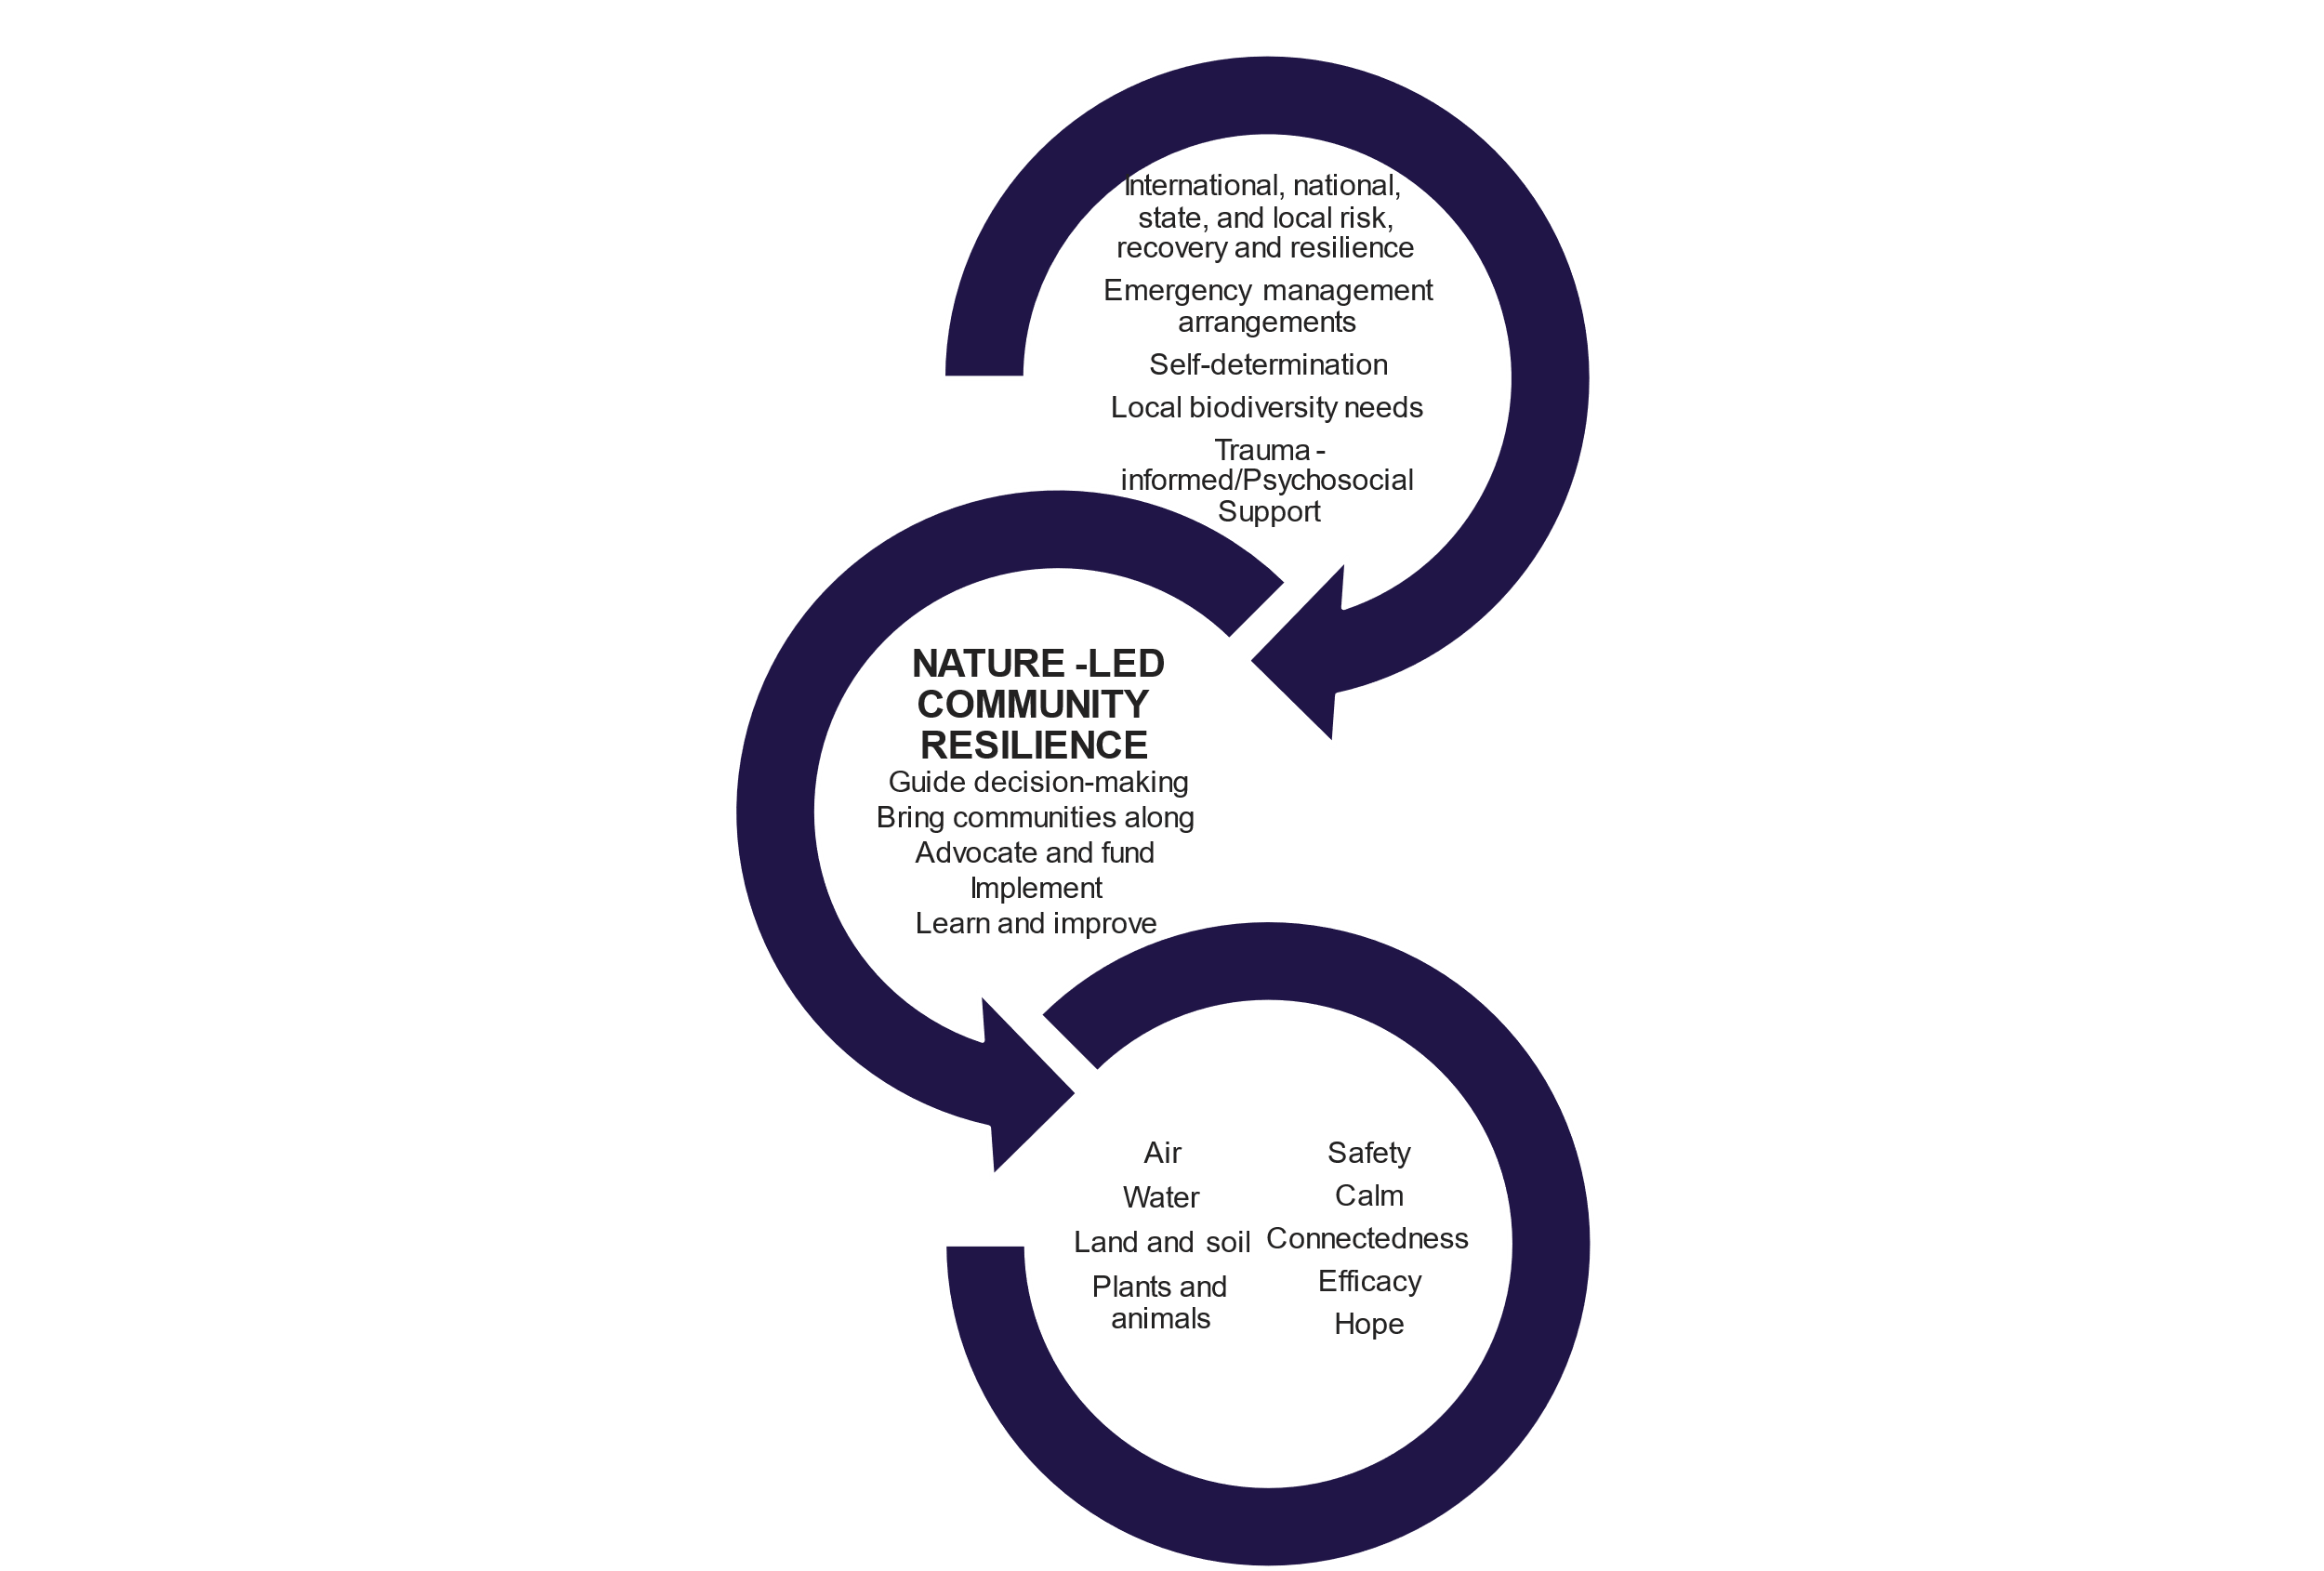 International, national,
state, and local risk,
recovery and resilience
Emergency management
arrangements
Self-determination
Local biodiversity needs
Trauma -
informed/Psychosocial
Support
NATURE -LED
COMMUNITY
RESILIENCE
Guide decision-making
Bring communities along
Advocate and fund
Implement
Learn and improve
Air
Water
Land and soil
Plants and
animals
Safety
Calm
Connectedness
Efficacy
Hope